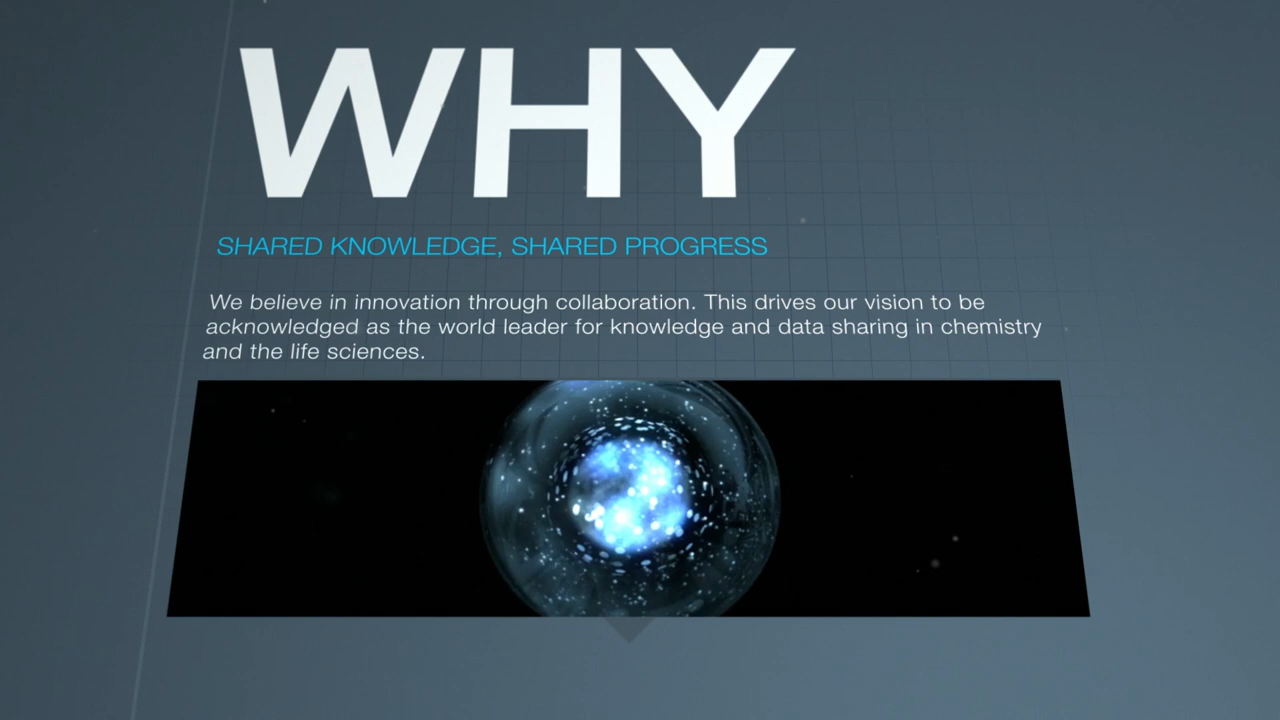 WHY
SHARED KNOWLEDGE, SHARED PROGRESS
We believe in innovation through collaboration. This drives our vision to be
acknowledged as the world leader for knowledge and data sharing in chemistry
and the life sciences.